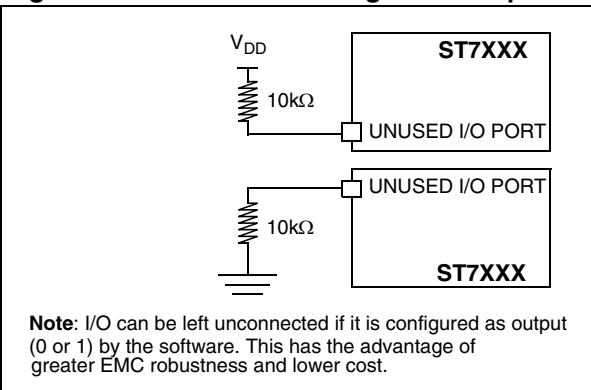 V_DD
ST7XXX
10kΩ
UNUSED I/O PORT
UNUSED I/O PORT
10kΩ
ST7XXX
Note: I/O can be left unconnected if it is configured as output
(0 or 1) by the software. This has the advantage of
greater EMC robustness and lower cost.